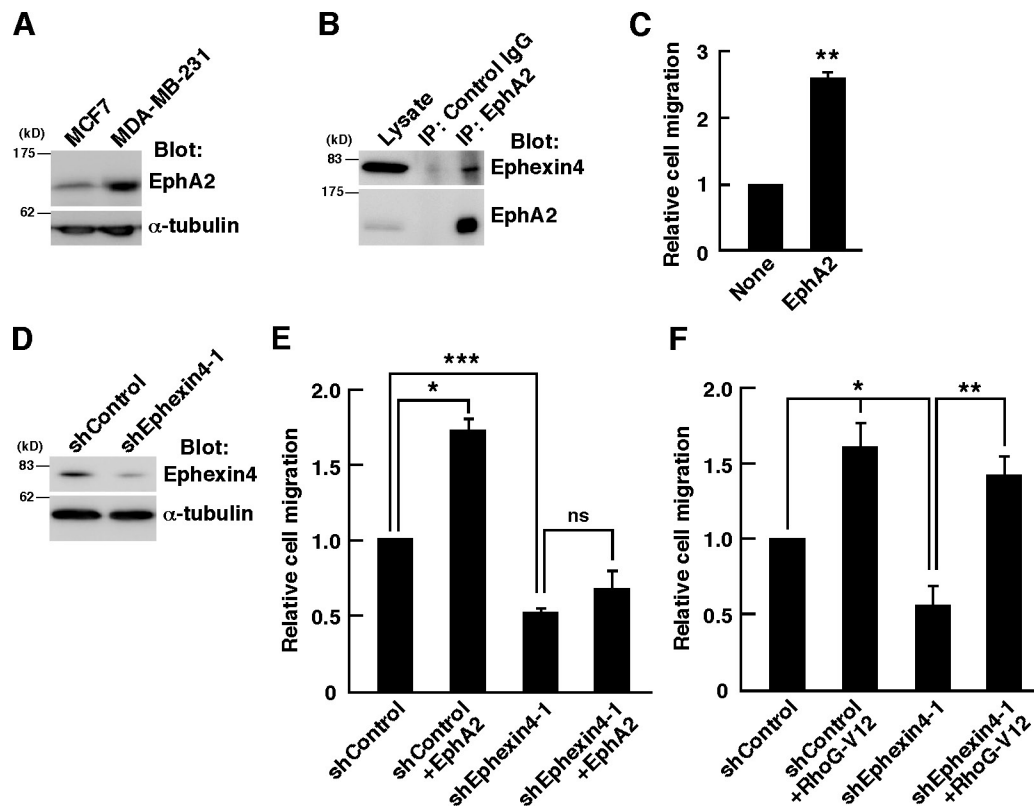 A
MCF7
MDA-MB-231
(kD)
175
Blot:
EphA2
62
α-tubulin
B
Lysate
IP: Control IgG
IP: EphA2
(kD)
Blot:
83
Ephexin4
175
EphA2
C
Relative cell migration
3
2
1
0
**
None
EphA2
D
shControl
shEphexin4-1
(kD)
Blot:
83
Ephexin4
62
α-tubulin
E
Relative cell migration
2.0
1.5
1.0
0.5
0
***
*
ns
shControl
shControl
+EphA2
shEphexin4-1
shEphexin4-1
+EphA2
F
Relative cell migration
2.0
1.5
1.0
0.5
0
*
**
shControl
shControl
+RhoG-V12
shEphexin4-1
shEphexin4-1
+RhoG-V12